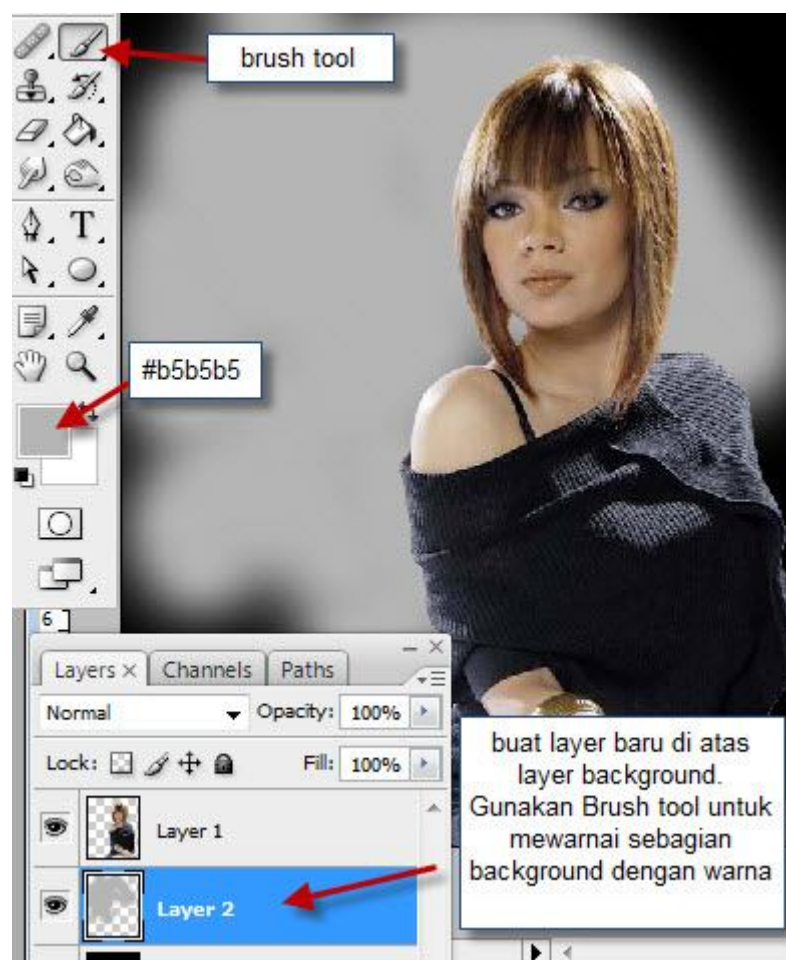 brush tool
#b5b5b5
T
6
Layers × Channels Paths
Normal Opacity: 100%
Lock: Fill: 100%
Layer 1
Layer 2
buat layer baru di atas
layer background.
Gunakan Brush tool untuk
mewarnai sebagian
background dengan warna